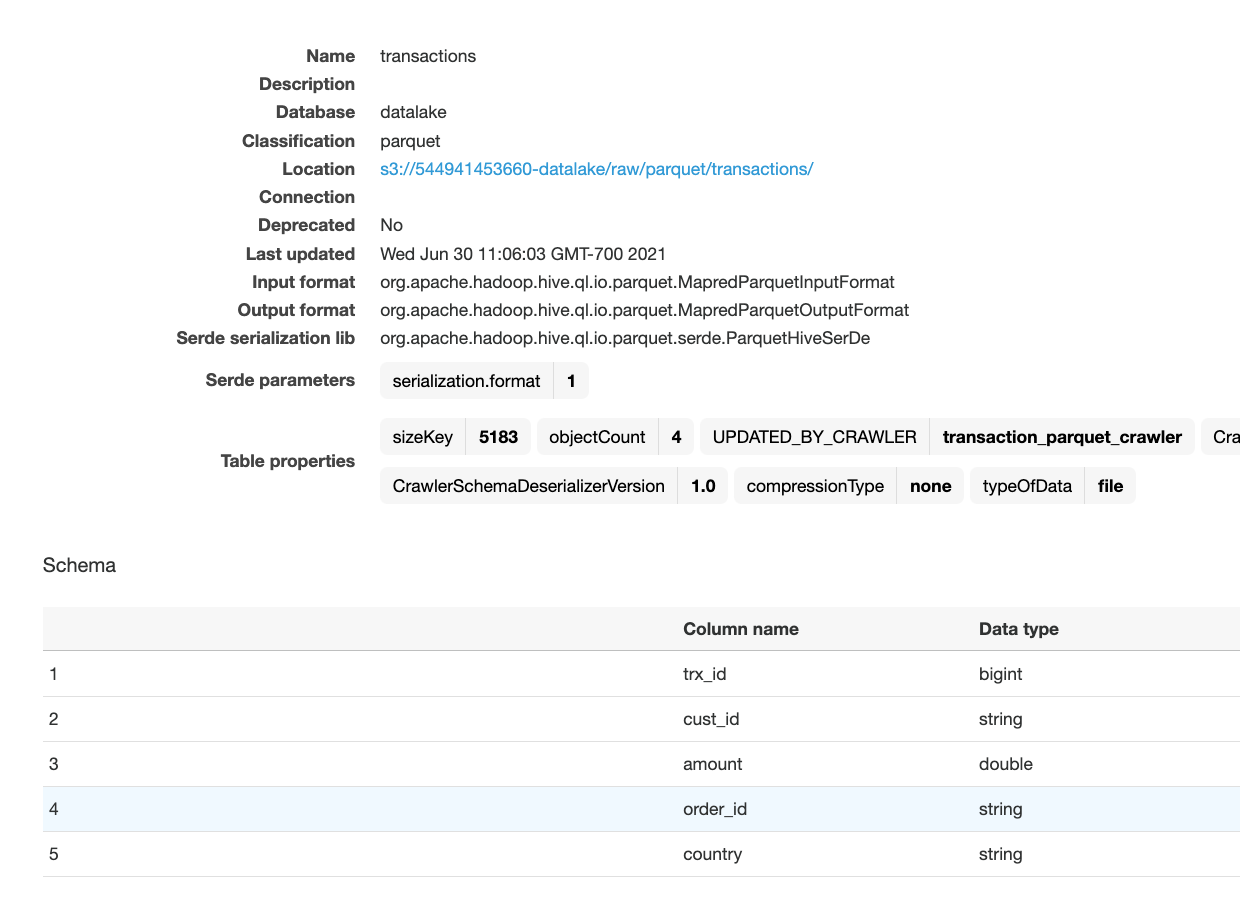 Name transactions
Description
Database datalake
Classification parquet
Location s3://544941453660-datalake/raw/parquet/transactions/
Connection
Deprecated No
Last updated Wed Jun 30 11:06:03 GMT-700 2021
Input format org.apache.hadoop.hive.ql.io.parquet.MapredParquetInputFormat
Output format org.apache.hadoop.hive.ql.io.parquet.MapredParquetOutputFormat
Serde serialization lib org.apache.hadoop.hive.ql.io.parquet.serde.ParquetHiveSerDe
Serde parameters serialization.format 1
Table properties sizeKey 5183 objectCount 4 UPDATED_BY_CRAWLER transaction_parquet_crawler Cra
CrawlerSchemaDeserializerVersion 1.0 compressionType none typeOfData file
Schema
Column name Data type
1 trx_id bigint
2 cust_id string
3 amount double
4 order_id string
5 country string